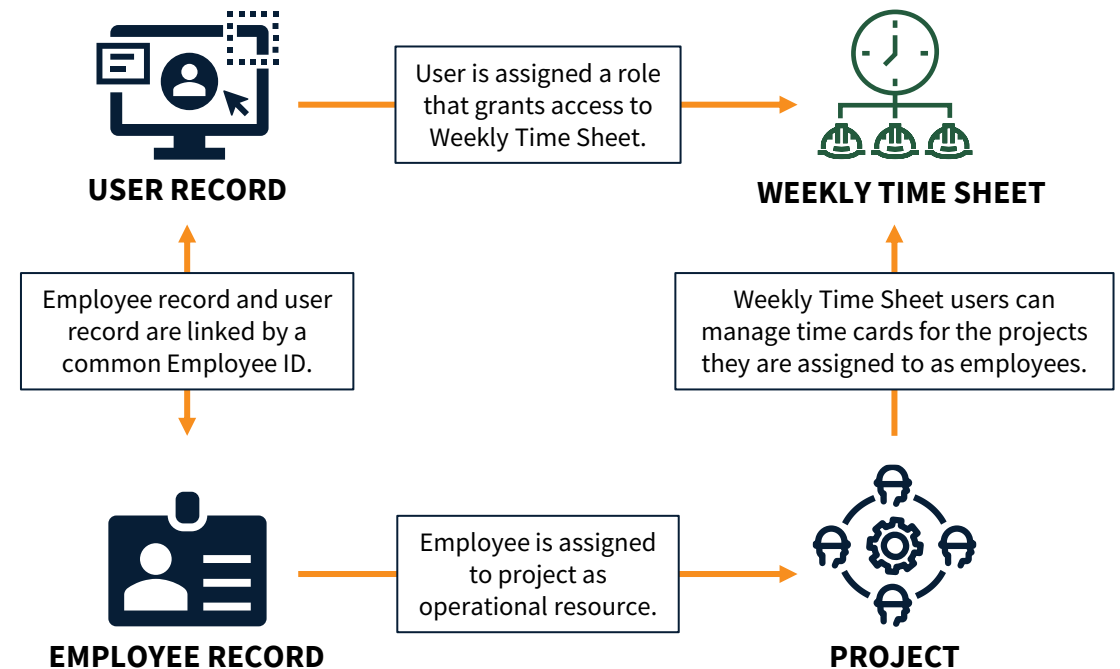 User is assigned a role
that grants access to
Weekly Time Sheet.
USER RECORD
WEEKLY TIME SHEET
Employee record and user
record are linked by a
common Employee ID.
Weekly Time Sheet users can
manage time cards for the projects
they are assigned to as employees.
Employee is assigned
to project as
operational resource.
EMPLOYEE RECORD
PROJECT